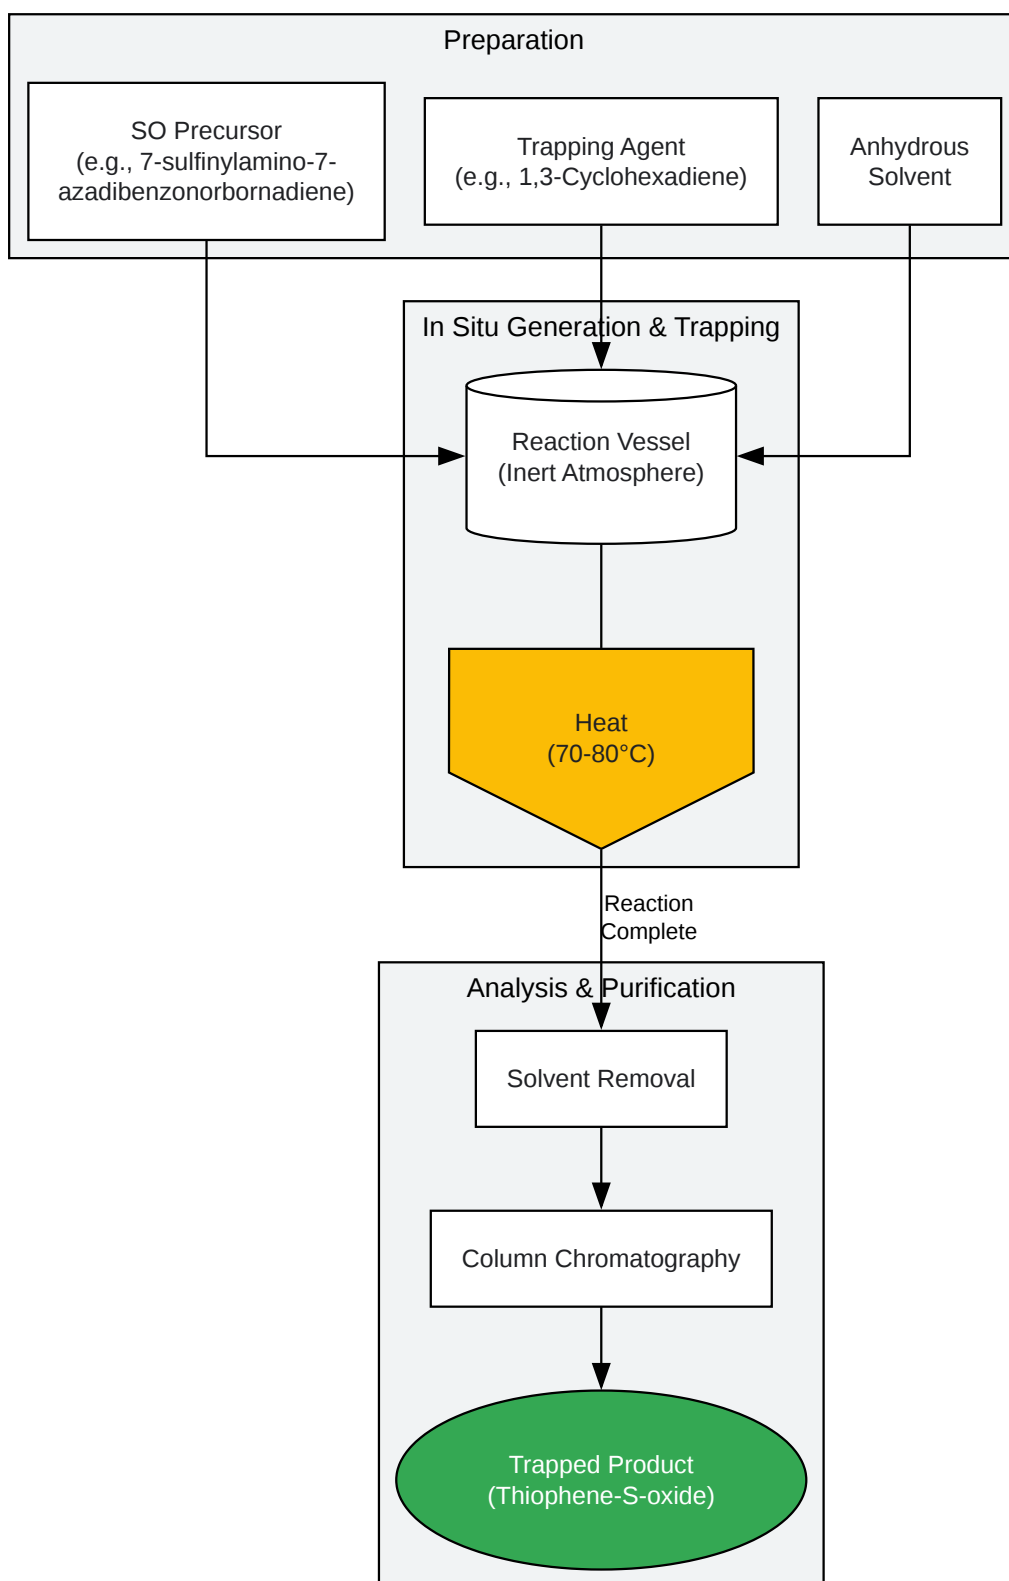 Preparation
SO Precursor
(e.g., 7-sulfinylamino-7-
azadibenzonorbornadiene)
Trapping Agent
(e.g., 1,3-Cyclohexadiene)
Anhydrous
Solvent
In Situ Generation & Trapping
Reaction Vessel
(Inert Atmosphere)
Heat
(70-80°C)
Reaction
Complete
Analysis & Purification
Solvent Removal
Column Chromatography
Trapped Product
(Thiophene-S-oxide)